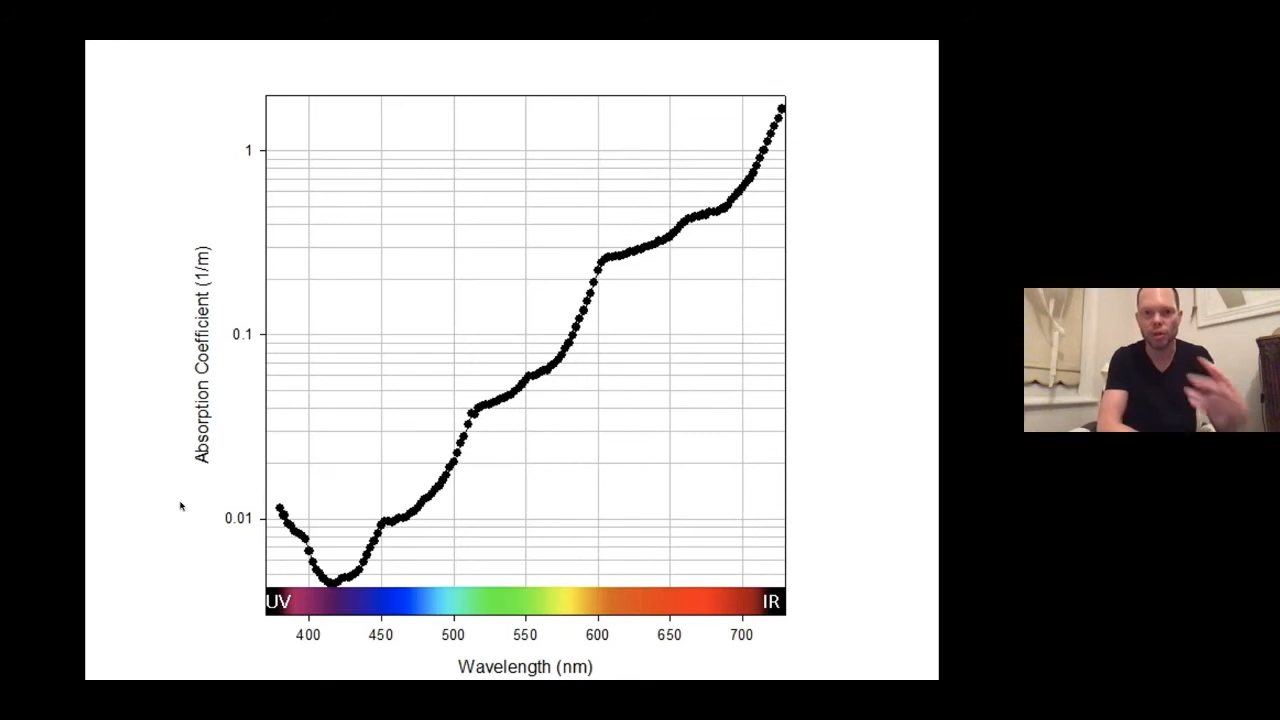 1
0.1
0.01
Absorption Coefficient (1/m)
UV
IR
400 450 500 550 600 650 700
Wavelength (nm)